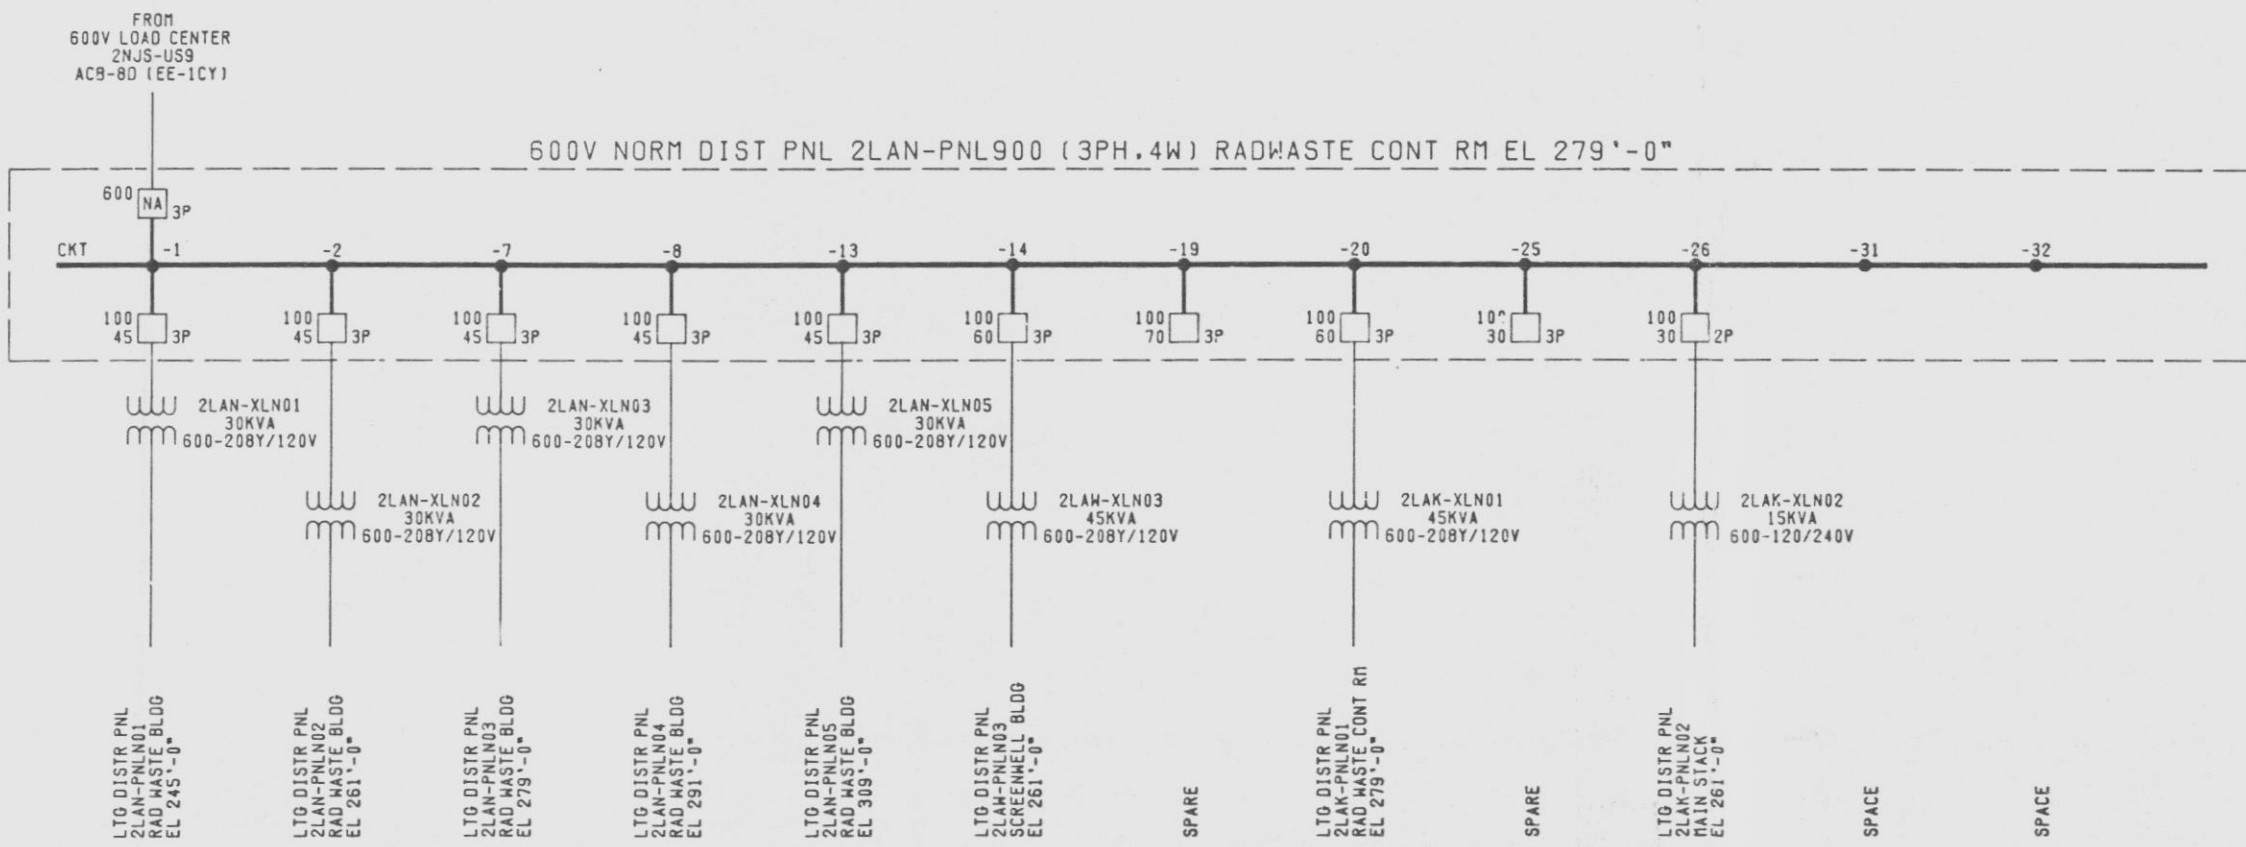 FROM
600V LOAD CENTER
2NJS-US9
ACB-8D (EE-1CY)
600V NORM DIST PNL 2LAN-PNL900 (3PH.4W) RADWASTE CONT RM EL 279'-0"
600
NA
3P
CKT
-1
-2
-7
-8
-13
-14
-19
-20
-25
-26
-31
-32
100
45
3P
100
45
3P
100
45
3P
100
45
3P
100
45
3P
100
60
3P
100
70
3P
100
60
3P
30
3P
100
30
2P
2LAN-XLN01
30KVA
600-208Y/120V
2LAN-XLN03
30KVA
600-208Y/120V
2LAN-XLN05
30KVA
600-208Y/120V
2LAN-XLN02
30KVA
600-208Y/120V
2LAN-XLN04
30KVA
600-208Y/120V
2LAW-XLN03
45KVA
600-208Y/120V
2LAK-XLN01
45KVA
600-208Y/120V
2LAK-XLN02
15KVA
600-120/240V
LTG DISTR PNL
2LAN-PNLN01
RAD WASTE BLDG
EL 245'-0"
LTG DISTR PNL
2LAN-PNLN02
RAD WASTE BLDG
EL 261'-0"
LTG DISTR PNL
2LAN-PNLN03
RAD WASTE BLDG
EL 279'-0"
LTG DISTR PNL
2LAN-PNLN04
RAD WASTE BLDG
EL 291'-0"
LTG DISTR PNL
2LAN-PNLN05
RAD WASTE BLDG
EL 309'-0"
LTG DISTR PNL
2LAW-PNLN03
SCREENWELL BLDG
EL 261'-0"
SPARE
LTG DISTR PNL
2LAK-PNLN01
RAD WASTE CONT RM
EL 279'-0"
SPARE
LTG DISTR PNL
2LAK-PNLN02
MAIN STACK
EL 261'-0"
SPACE
SPACE